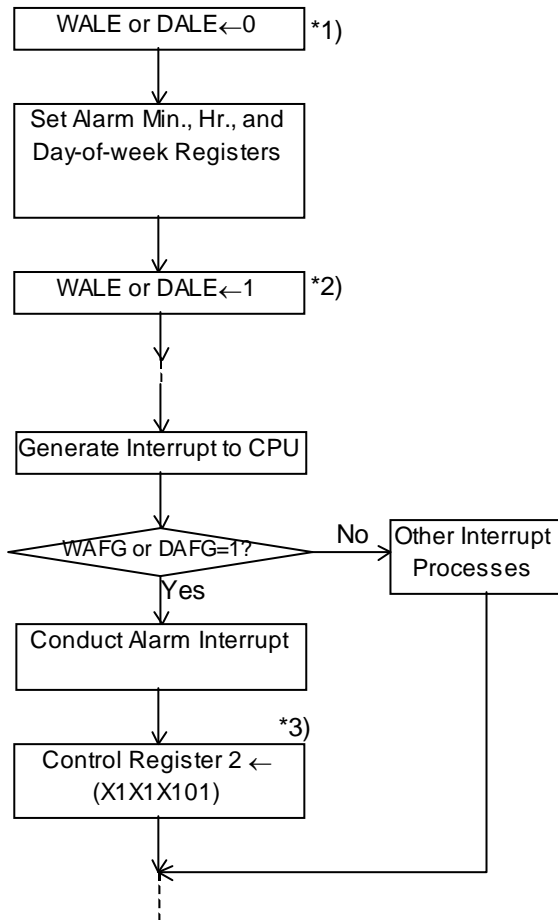 WALE or DALE←0
*1)
Set Alarm Min., Hr., and
Day-of-week Registers
WALE or DALE←1
*2)
Generate Interrupt to CPU
WAFG or DAFG=1?
No
Other Interrupt
Processes
Yes
Conduct Alarm Interrupt
*3)
Control Register 2 ←
(X1X1X101)